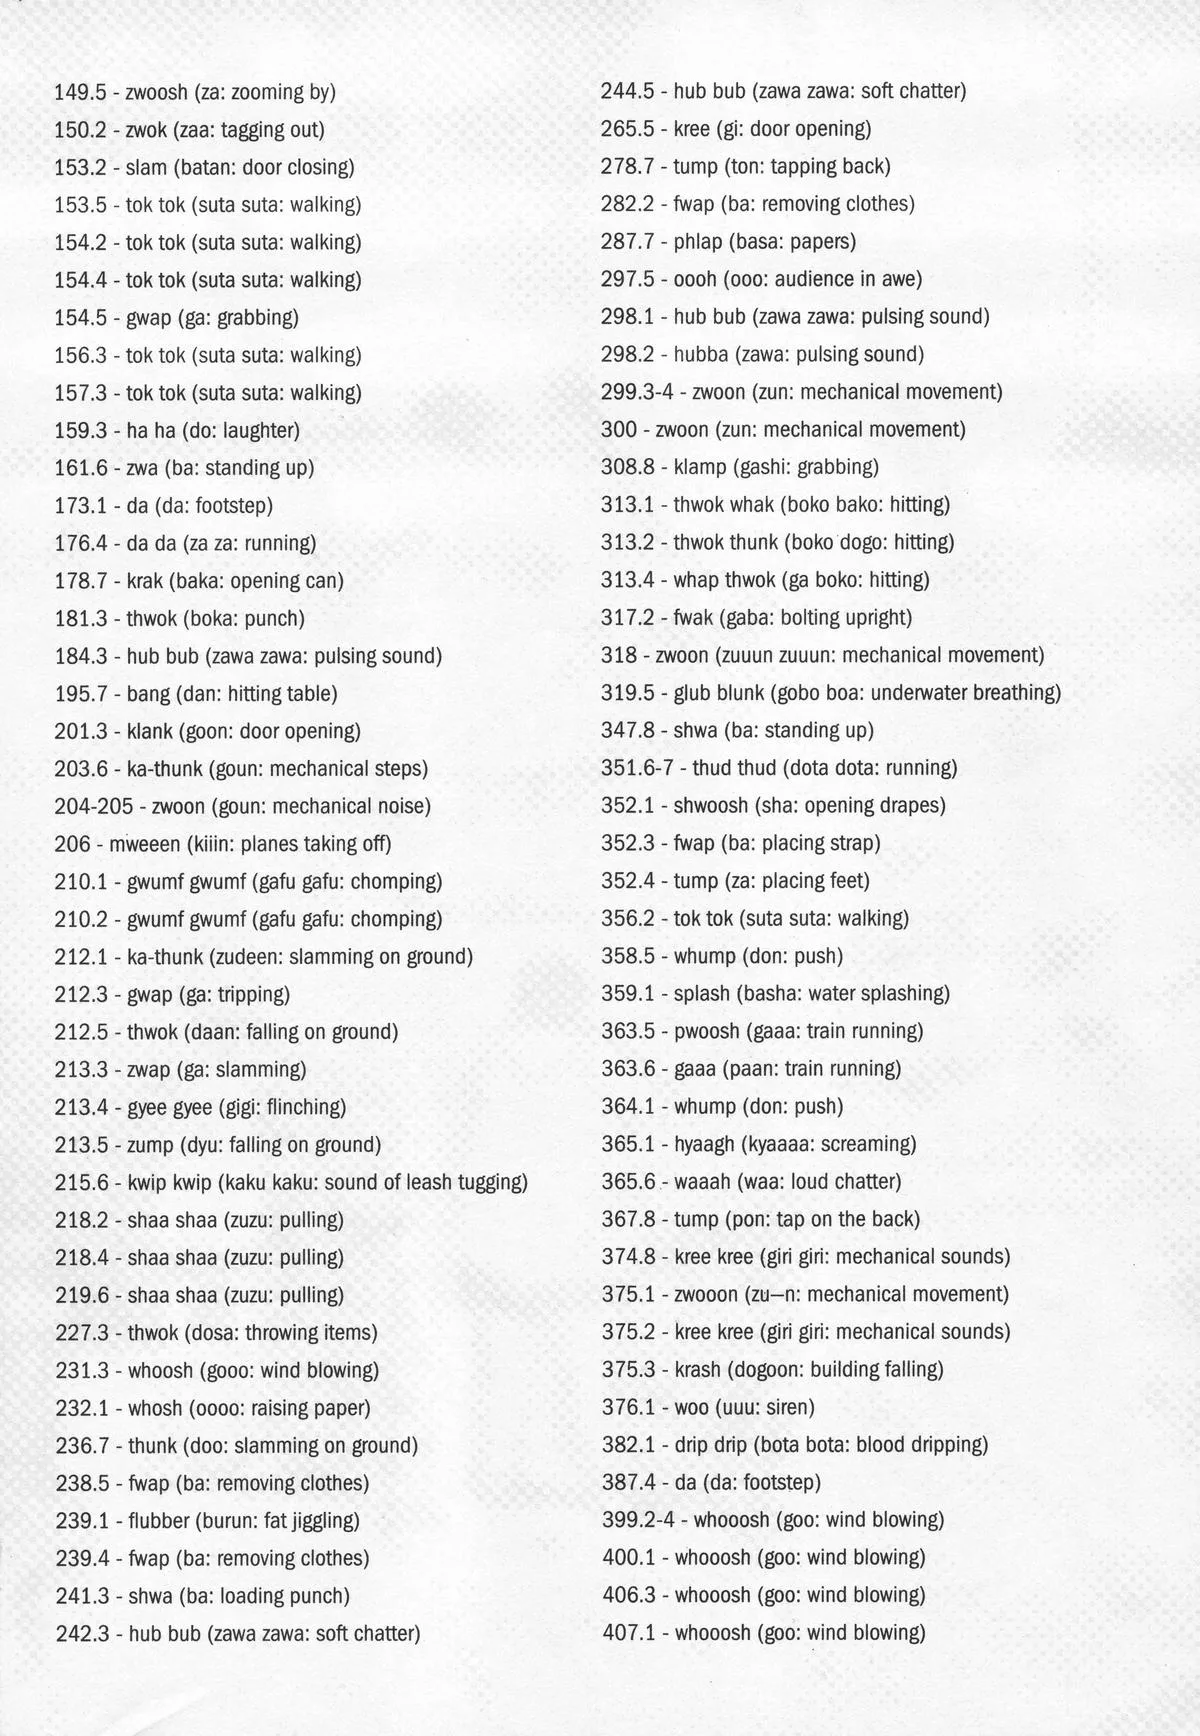 149.5 - zwoosh (za: zooming by)
150.2 - zwok (zaa: tagging out)
153.2 - slam (batan: door closing)
153.5 - tok tok (suta suta: walking)
154.2 - tok tok (suta suta: walking)
154.4 - tok tok (suta suta: walking)
154.5 - gwap (ga: grabbing)
156.3 - tok tok (suta suta: walking)
157.3 - tok tok (suta suta: walking)
159.3 - ha ha (do: laughter)
161.6 - zwa (ba: standing up)
173.1 - da (da: footstep)
176.4 - da da (za za: running)
178.7 - krak (baka: opening can)
181.3 - thwok (boka: punch)
184.3 - hub bub (zawa zawa: pulsing sound)
195.7 - bang (dan: hitting table)
201.3 - klank (goon: door opening)
203.6 - ka-thunk (goun: mechanical steps)
204-205 - zwoon (goun: mechanical noise)
206 - mweeen (kiiin: planes taking off)
210.1 - gwumf gwumf (gafu gafu: chomping)
210.2 - gwumf gwumf (gafu gafu: chomping)
212.1 - ka-thunk (zudeen: slamming on ground)
212.3 - gwap (ga: tripping)
212.5 - thwok (daan: falling on ground)
213.3 - zwap (ga: slamming)
213.4 - gyee gyee (gigi: flinching)
213.5 - zump (dyu: falling on ground)
215.6 - kwip kwip (kaku kaku: sound of leash tugging)
218.2 - shaa shaa (zuzu: pulling)
218.4 - shaa shaa (zuzu: pulling)
219.6 - shaa shaa (zuzu: pulling)
227.3 - thwok (dosa: throwing items)
231.3 - whoosh (gooo: wind blowing)
232.1 - whosh (oooo: raising paper)
236.7 - thunk (doo: slamming on ground)
238.5 - fwap (ba: removing clothes)
239.1 - flubber (burun: fat jiggling)
239.4 - fwap (ba: removing clothes)
241.3 - shwa (ba: loading punch)
242.3 - hub bub (zawa zawa: soft chatter)
244.5 - hub bub (zawa zawa: soft chatter)
265.5 - kree (gi: door opening)
278.7 - tump (ton: tapping back)
282.2 - fwap (ba: removing clothes)
287.7 - phlap (basa: papers)
297.5 - oooh (ooo: audience in awe)
298.1 - hub bub (zawa zawa: pulsing sound)
298.2 - hubba (zawa: pulsing sound)
299.3-4 - zwoon (zun: mechanical movement)
300 - zwoon (zun: mechanical movement)
308.8 - klamp (gashi: grabbing)
313.1 - thwok whak (boko bako: hitting)
313.2 - thwok thunk (boko dogo: hitting)
313.4 - whap thwok (ga boko: hitting)
317.2 - fwak (gaba: bolting upright)
318 - zwoon (zuuun zuuun: mechanical movement)
319.5 - glub blunk (gobo boa: underwater breathing)
347.8 - shwa (ba: standing up)
351.6-7 - thud thud (dota dota: running)
352.1 - shwoosh (sha: opening drapes)
352.3 - fwap (ba: placing strap)
352.4 - tump (za: placing feet)
356.2 - tok tok (suta suta: walking)
358.5 - whump (don: push)
359.1 - splash (basha: water splashing)
363.5 - pwoosh (gaaa: train running)
363.6 - gaaa (paan: train running)
364.1 - whump (don: push)
365.1 - hyaagh (kyaaaa: screaming)
365.6 - waaah (waa: loud chatter)
367.8 - tump (pon: tap on the back)
374.8 - kree kree (giri giri: mechanical sounds)
375.1 - zwooon (zu—n: mechanical movement)
375.2 - kree kree (giri giri: mechanical sounds)
375.3 - krash (dogoon: building falling)
376.1 - woo (uuu: siren)
382.1 - drip drip (bota bota: blood dripping)
387.4 - da (da: footstep)
399.2-4 - whooosh (goo: wind blowing)
400.1 - whooosh (goo: wind blowing)
406.3 - whooosh (goo: wind blowing)
407.1 - whooosh (goo: wind blowing)